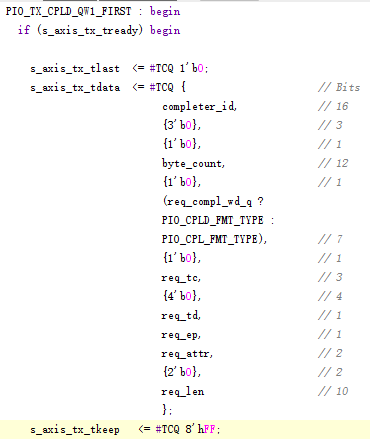 PIO_TX_CPLD_QW1_FIRST : begin
if (s_axis_tx_tready) begin
s_axis_tx_tlast <= #TCQ 1'b0;
s_axis_tx_tdata <= #TCQ { // Bits
completer_id, // 16
{3'b0}, // 3
{1'b0}, // 1
byte_count, // 12
{1'b0}, // 1
(req_compl_wd_q ?
PIO_CPLD_FMT_TYPE :
PIO_CPL_FMT_TYPE), // 7
{1'b0}, // 1
req_tc, // 3
{4'b0}, // 4
req_td, // 1
req_ep, // 1
req_attr, // 2
{2'b0}, // 2
req_len // 10
};
s_axis_tx_tkeep <= #TCQ 8'hFF;